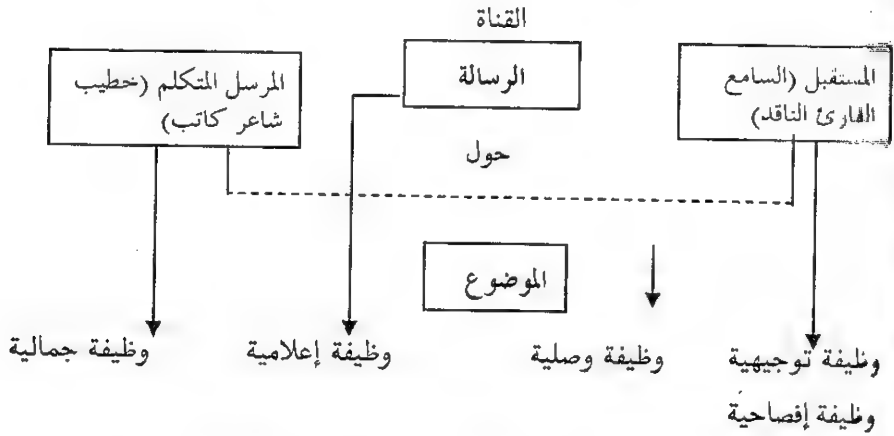 القناة
المستقبل (السامع
القارئ الناقد)
الرسالة
المرسل المتكلم (خطيب
شاعر كاتب)
حول
الموضوع
وظيفة توجيهية
وظيفة إفصاحية
وظيفة وصلية
وظيفة إعلامية
وظيفة جمالية